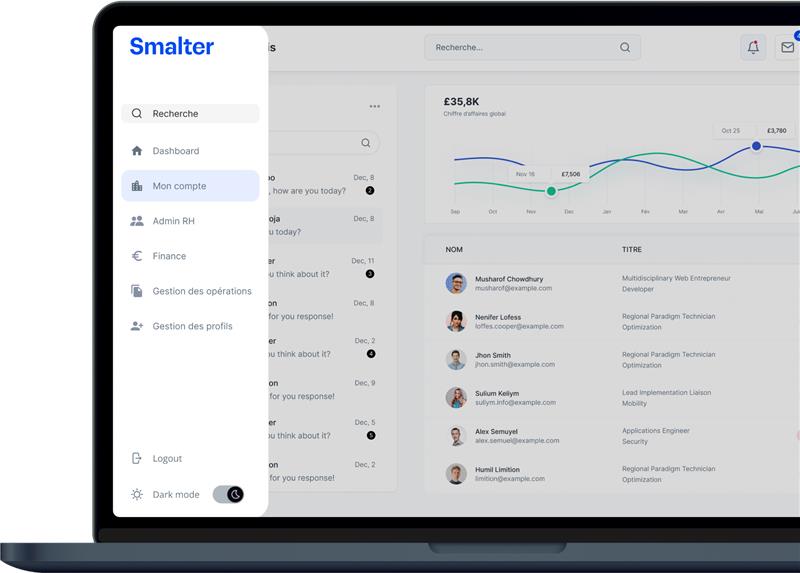 Smalter
Recherche
Dashboard
Mon compte
Admin RH
Finance
Gestion des opérations
Gestion des profils
Logout
Dark mode
is
Dec, 8
, how are you today?
2
oja
Dec, 8
u today?
er
Dec, 11
u think about it?
3
on
Dec, 8
for you response!
er
Dec, 2
u think about it?
4
on
Dec, 9
for you response!
er
Dec, 5
u think about it?
5
on
Dec, 2
for you response!
Recherche...
£35,8K
Chiffre d'affaires global
Oct 25 £3,780
Nov 16 £7,506
Sep Oct Nov Dec Jan Fév Mar Avr Mai
NOM TITRE
Musharof Chowdhury
musharof@example.com
Multidisciplinary Web Entrepreneur
Developer
Nenifer Lofess
loffes.cooper@example.com
Regional Paradigm Technician
Optimization
Jhon Smith
jhon.smith@example.com
Regional Paradigm Technician
Optimization
Sulium Keliym
suliym.info@example.com
Lead Implementation Liaison
Mobility
Alex Semuyel
alex.semuel@example.com
Applications Engineer
Security
Humil Limition
limition@example.com
Regional Paradigm Technician
Optimization